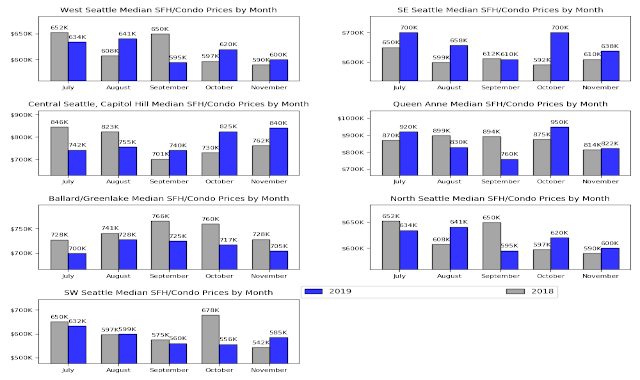 West Seattle Median SFH/Condo Prices by Month
$650K
$600K
652K 634K 608K 641K 650K 595K 597K 620K 590K 600K
July August September October November
SE Seattle Median SFH/Condo Prices by Month
$700K
$600K
650K 700K 599K 658K 612K 610K 592K 700K 610K 638K
July August September October November
Central Seattle, Capitol Hill Median SFH/Condo Prices by Month
$900K
$800K
$700K
846K 742K 823K 755K 701K 740K 730K 825K 762K 840K
July August September October November
Queen Anne Median SFH/Condo Prices by Month
$1000K
$900K
$800K
$700K
870K 920K 899K 830K 894K 760K 875K 950K 814K 822K
July August September October November
Ballard/Greenlake Median SFH/Condo Prices by Month
$750K
$700K
728K 700K 741K 728K 766K 725K 760K 717K 728K 705K
July August September October November
North Seattle Median SFH/Condo Prices by Month
$650K
$600K
652K 634K 608K 641K 650K 595K 597K 620K 590K 600K
July August September October November
SW Seattle Median SFH/Condo Prices by Month
$700K
$600K
$500K
650K 632K 597K 599K 575K 560K 678K 556K 542K 585K
July August September October November
2019 2018